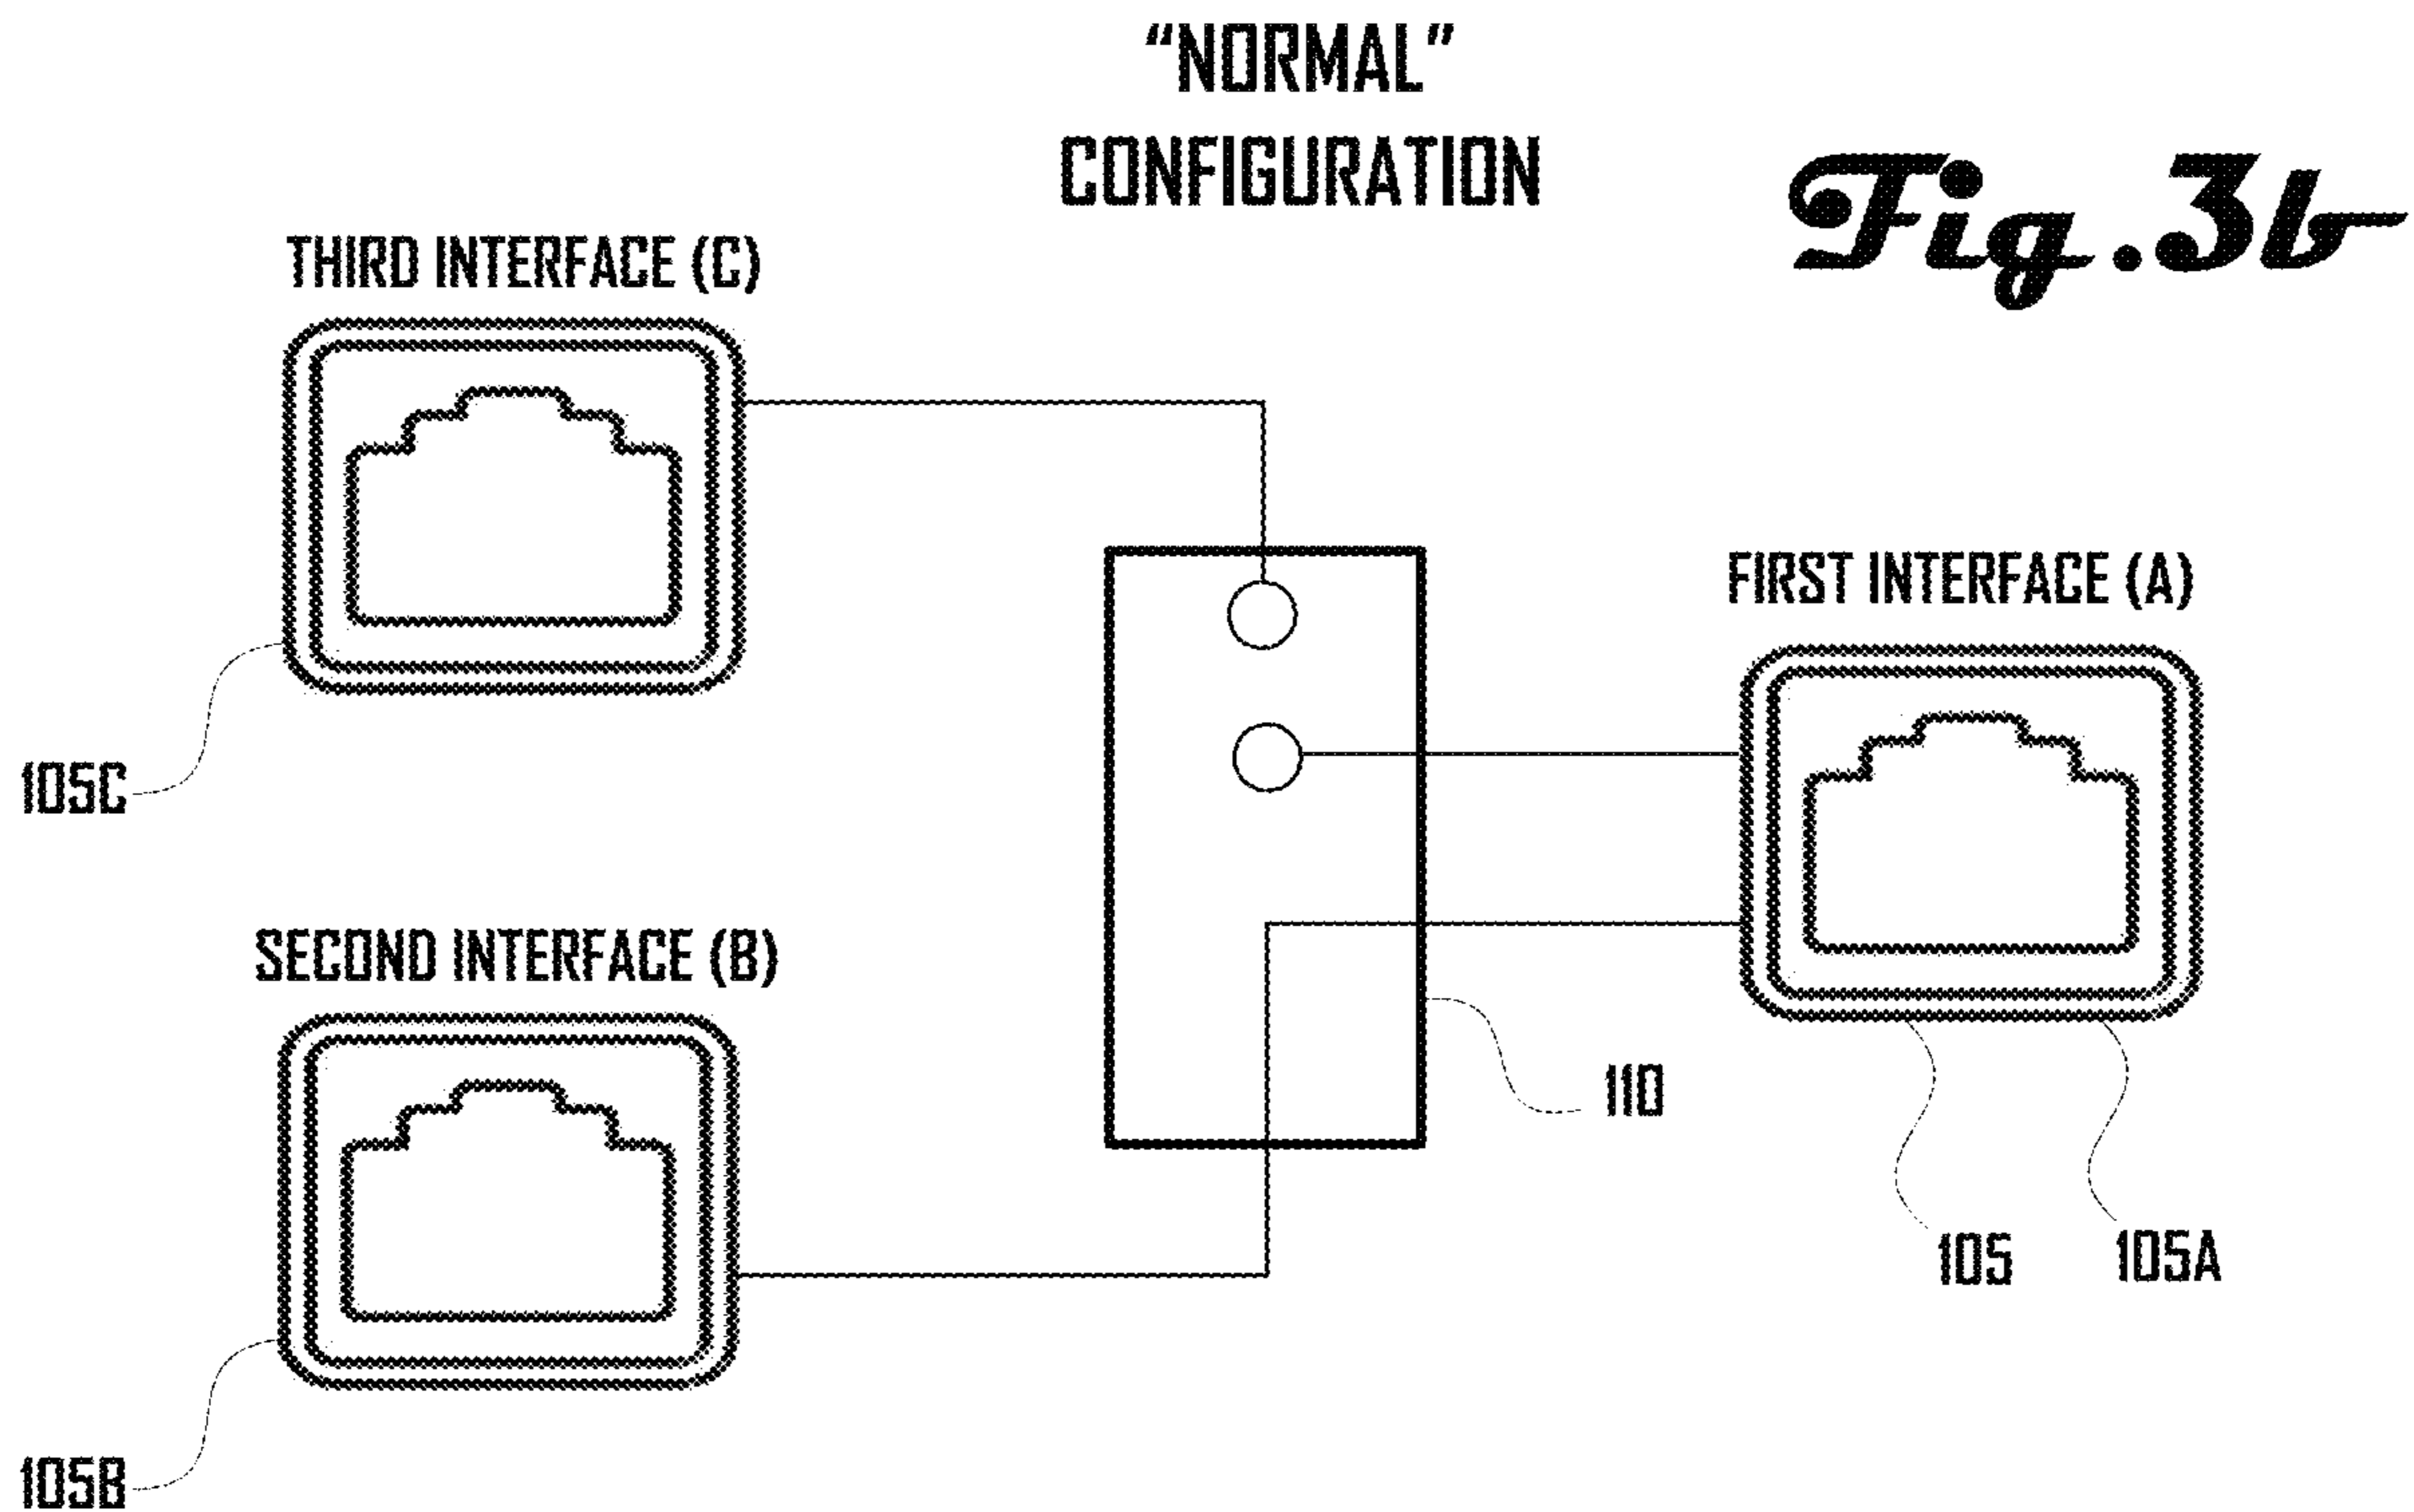 “NORMAL”
CONFIGURATION
Fig.3b
THIRD INTERFACE (C)
FIRST INTERFACE (A)
105C
SECOND INTERFACE (B)
110
105
105A
105B